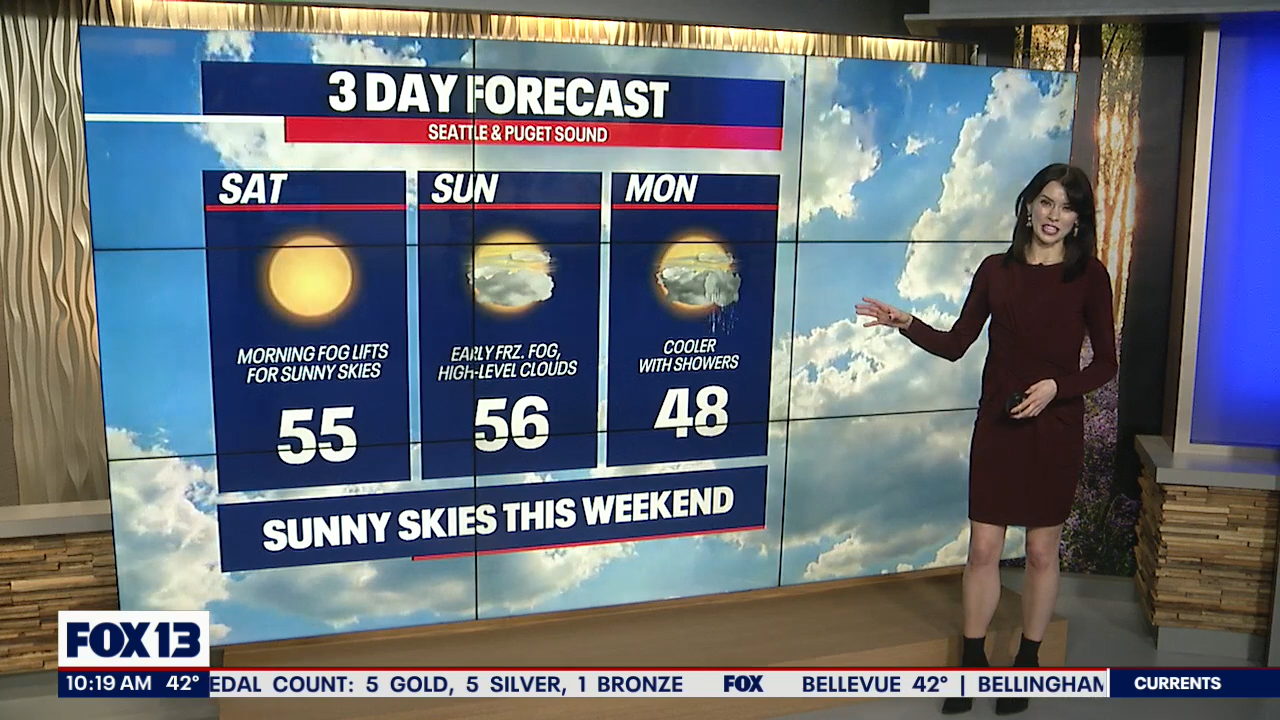 3 DAY FORECAST
SEATTLE & PUGET SOUND
SAT
MORNING FOG LIFTS
FOR SUNNY SKIES
55
SUN
EARLY FRZ. FOG,
HIGH-LEVEL CLOUDS
56
MON
COOLER
WITH SHOWERS
48
SUNNY SKIES THIS WEEKEND
FOX 13
10:19 AM 42° EDAL COUNT: 5 GOLD, 5 SILVER, 1 BRONZE FOX BELLEVUE 42° | BELLINGHAM CURRENTS